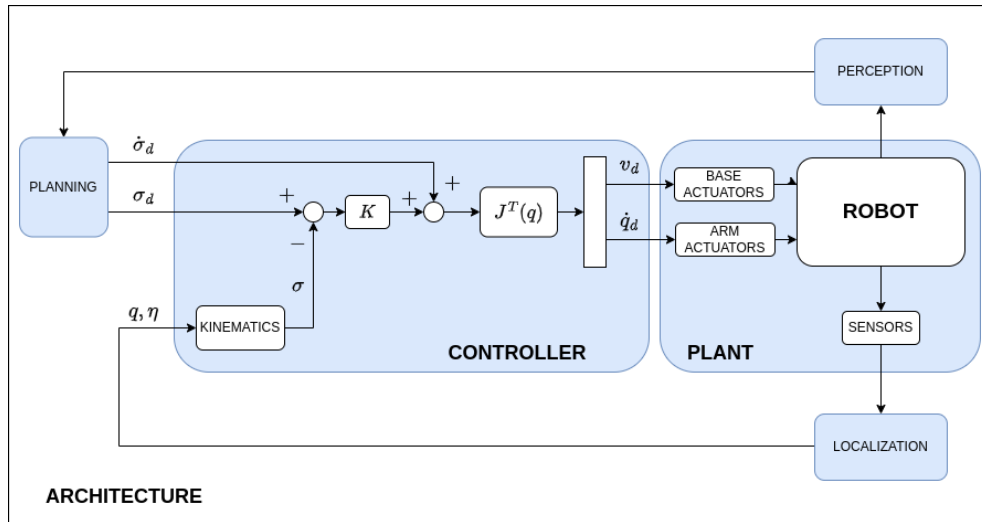 PERCEPTION
PLANNING
σ̇_d
σ_d
+
−
K
+
+
J^T(q)
v_d
q̇_d
BASE
ACTUATORS
ARM
ACTUATORS
ROBOT
σ
q, η
KINEMATICS
CONTROLLER
PLANT
SENSORS
LOCALIZATION
ARCHITECTURE